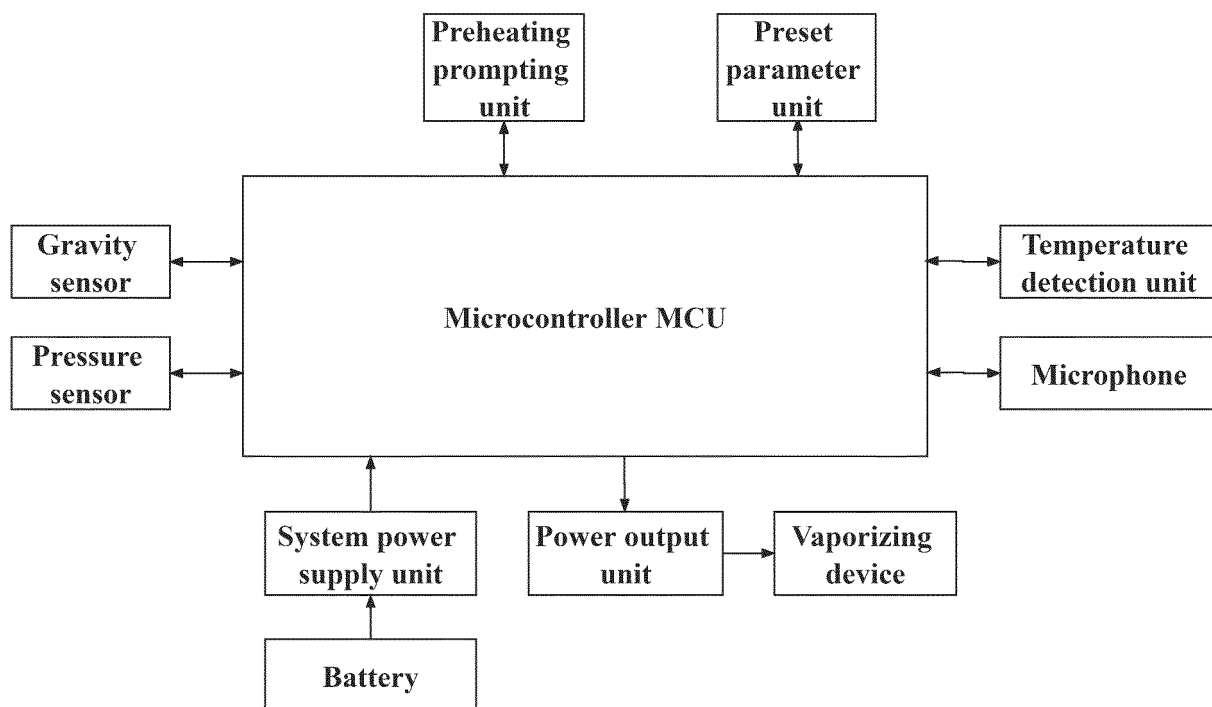 Preheating
prompting
unit
Preset
parameter
unit
Gravity
sensor
Temperature
detection unit
Microcontroller MCU
Pressure
sensor
Microphone
System power
supply unit
Power output
unit
Vaporizing
device
Battery